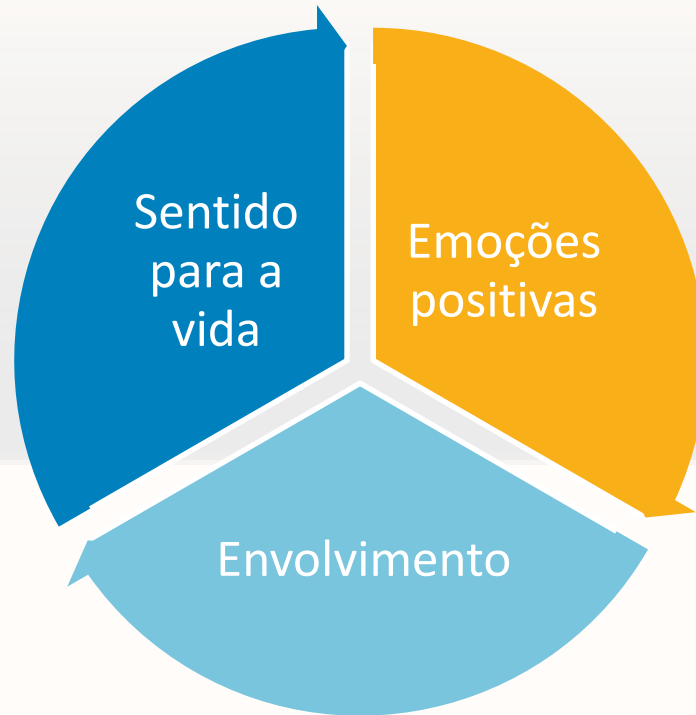 Sentido
para a
vida
Emoções
positivas
Envolvimento